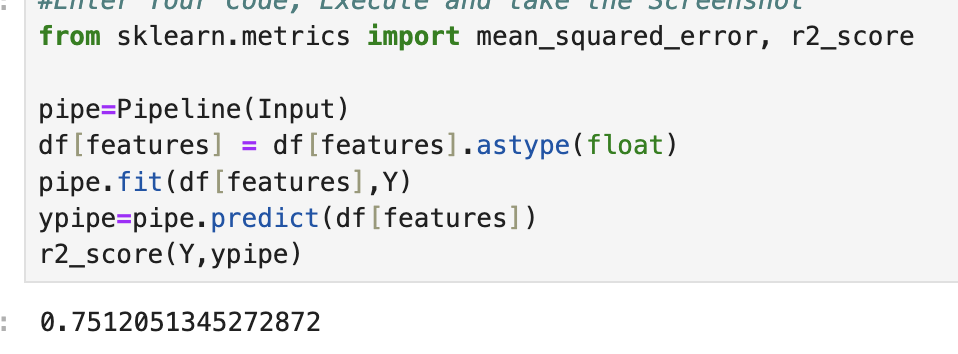 #Enter Your Code, Execute and take the Screenshot
from sklearn.metrics import mean_squared_error, r2_score
pipe=Pipeline(Input)
df[features] = df[features].astype(float)
pipe.fit(df[features],Y)
ypipe=pipe.predict(df[features])
r2_score(Y,ypipe)
: 0.7512051345272872